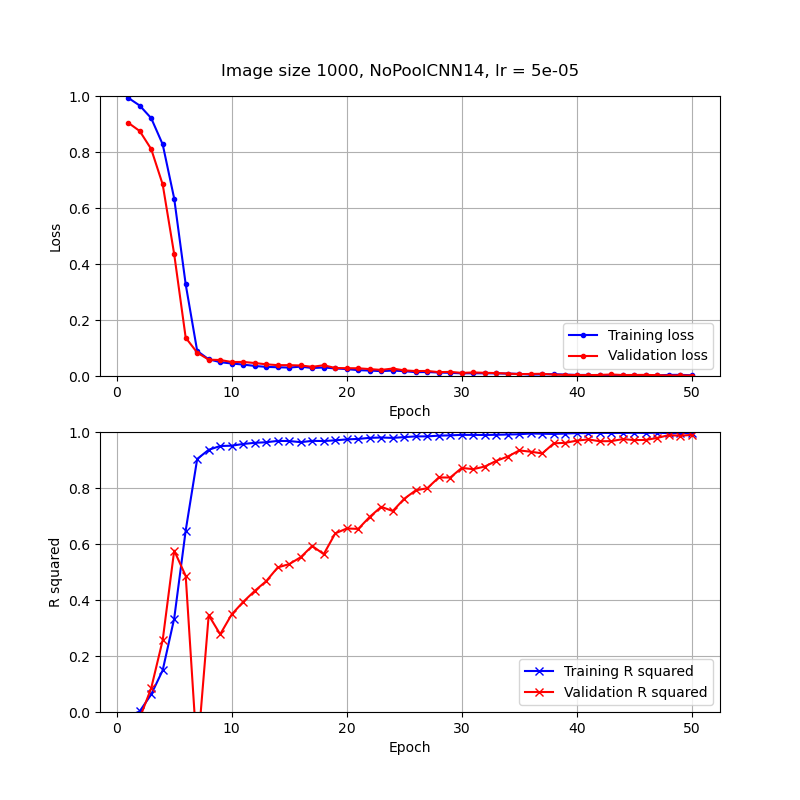 Image size 1000, NoPoolCNN14, lr = 5e-05
1.0
0.8
0.6
0.4
0.2
0.0
Loss
0 10 20 30 40 50
Epoch
Training loss
Validation loss
1.0
0.8
0.6
0.4
0.2
0.0
R squared
0 10 20 30 40 50
Epoch
Training R squared
Validation R squared